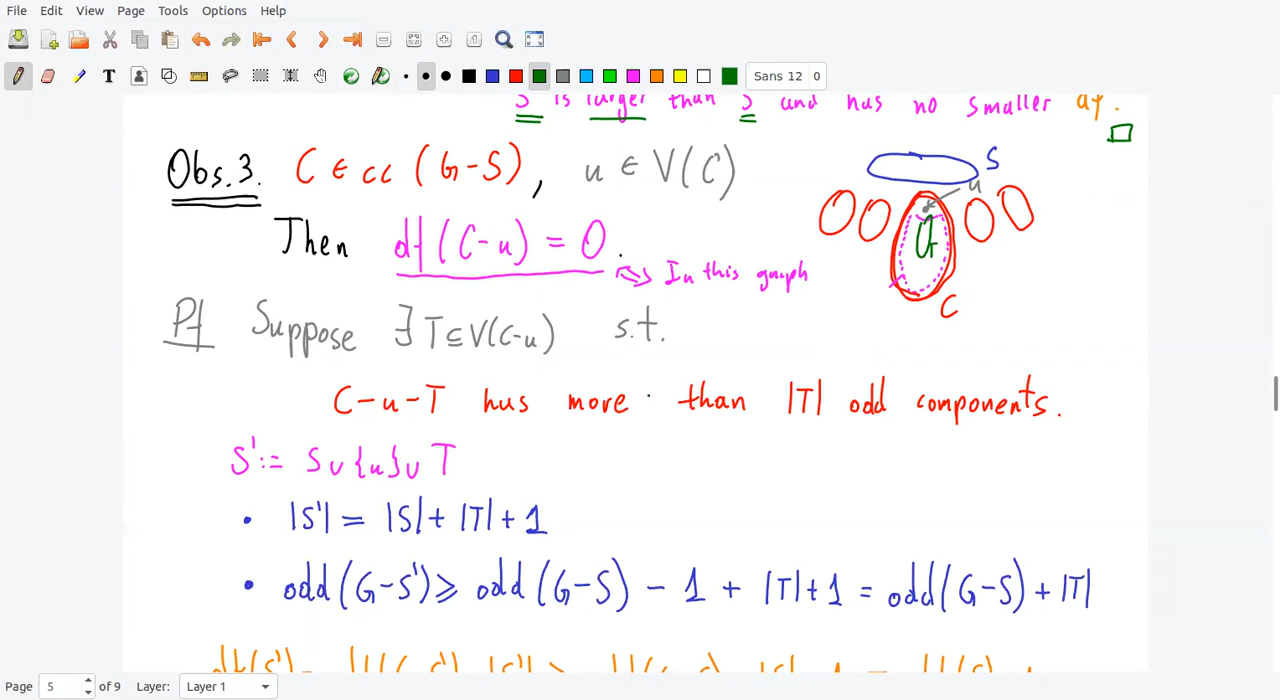 File Edit View Page Tools Options Help
Sans 12 0
S is larger than S and has no smaller df.
Obs.3. C ∈ cc (G-S), u ∈ V(C)
S
u
Then df(C-u) = 0.
In this graph
C
Pf Suppose ∃ T⊆V(C-u) s.t.
C-u-T has more than |T| odd components.
S' := S∪{u}∪T
• |S'| = |S|+|T|+1
• odd(G-S') ≥ odd(G-S) - 1 + |T|+1 = odd(G-S)+|T|
Page 5 of 9 Layer: Layer 1